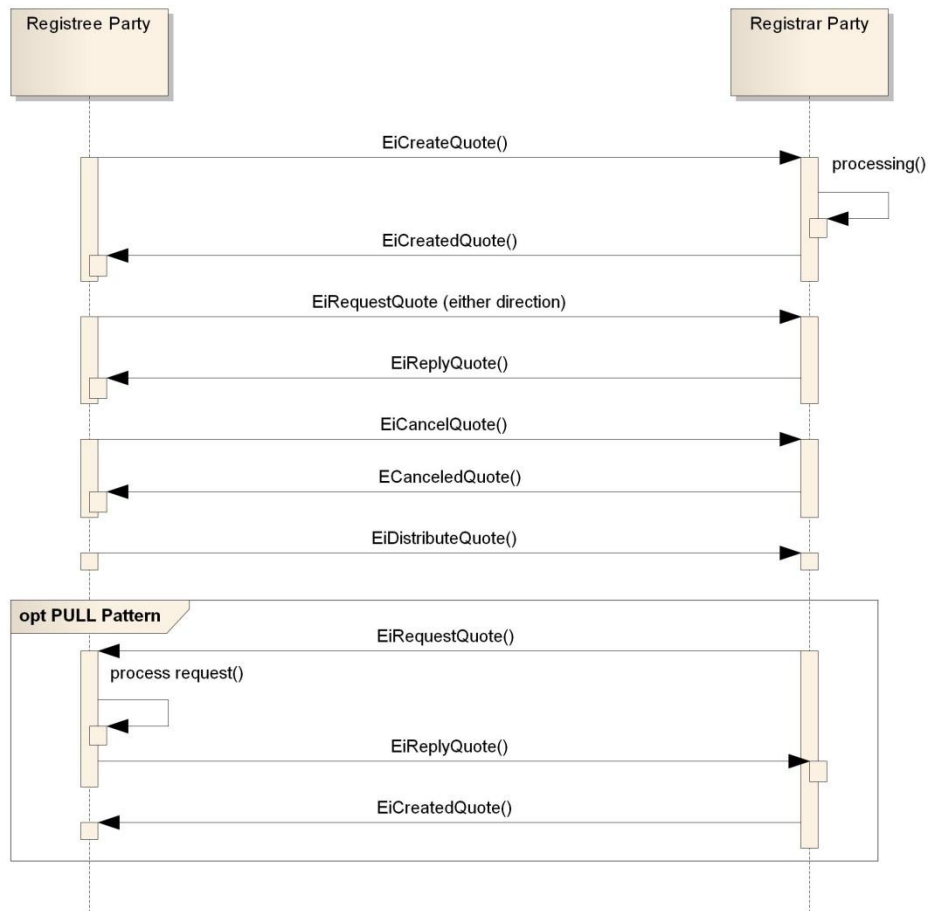 Registree Party
Registrar Party
EiCreateQuote()
processing()
EiCreatedQuote()
EiRequestQuote (either direction)
EiReplyQuote()
EiCancelQuote()
ECanceledQuote()
EiDistributeQuote()
opt PULL Pattern
EiRequestQuote()
process request()
EiReplyQuote()
EiCreatedQuote()